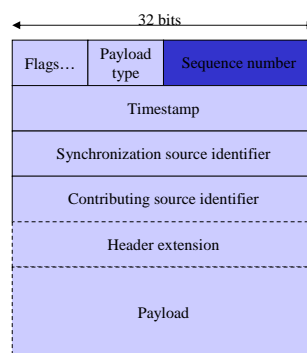 32 bits
Flags…
Payload
type
Sequence number
Timestamp
Synchronization source identifier
Contributing source identifier
Header extension
Payload